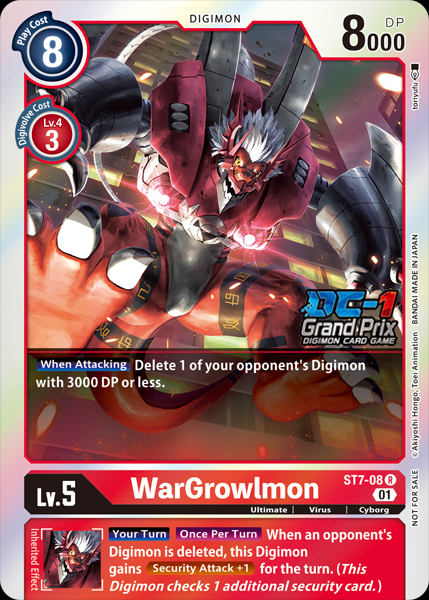 DIGIMON
Play Cost
8
DP
8000
Digivolve Cost
Lv.4
3
toriyufu
DC-1
Grand Prix
DIGIMON CARD GAME
When Attacking Delete 1 of your opponent's Digimon
with 3000 DP or less.
©Akiyoshi Hongo, Toei Animation BANDAI MADE IN JAPAN
NOT FOR SALE
ST7-08 R
01
Lv.5
WarGrowlmon
Ultimate | Virus | Cyborg
Inherited Effect
Your Turn Once Per Turn When an opponent's
Digimon is deleted, this Digimon
gains Security Attack +1 for the turn. (This
Digimon checks 1 additional security card.)